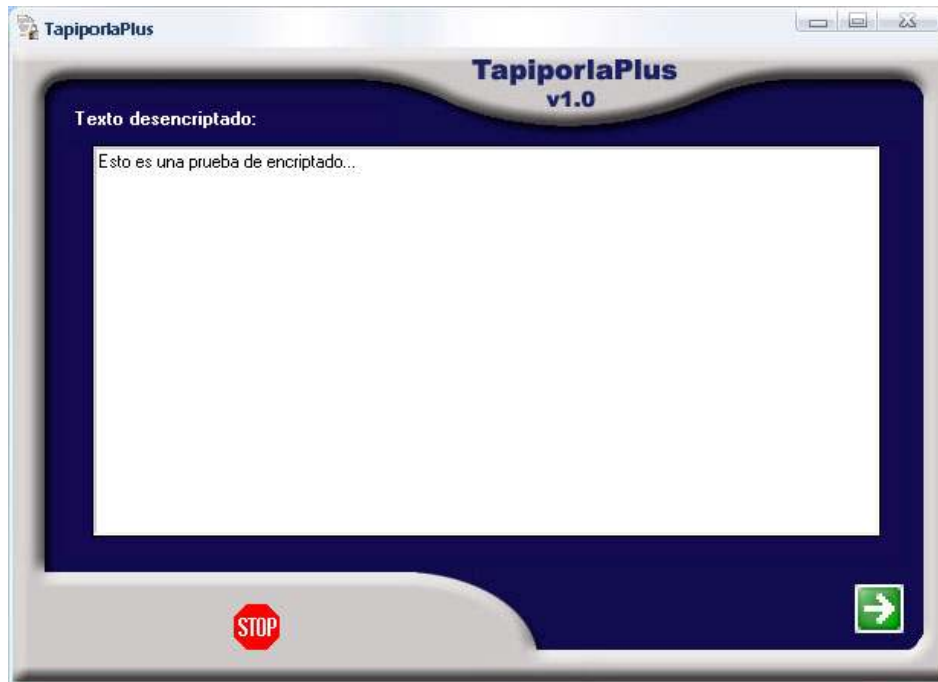 TapiporlaPlus
TapiporlaPlus
v1.0
Texto desencriptado:
Esto es una prueba de encriptado...
STOP